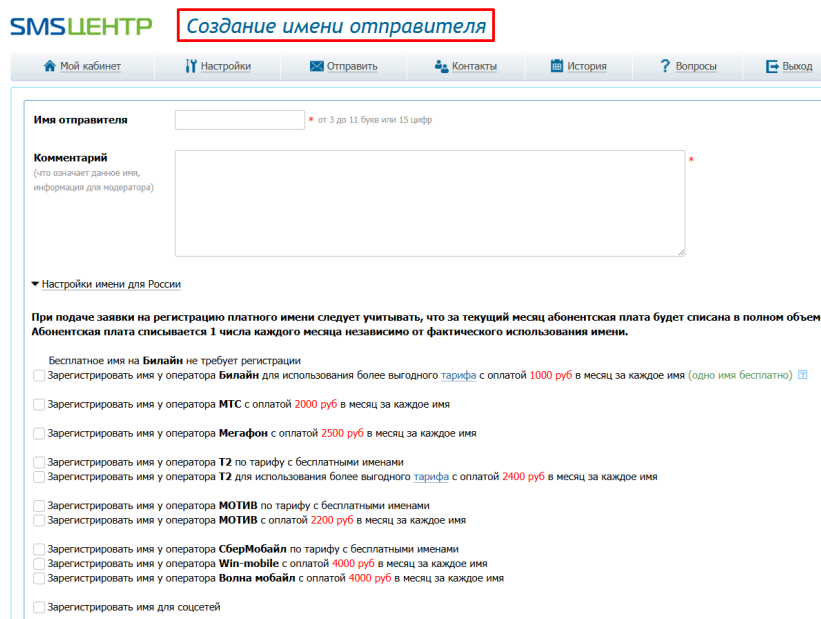 SMSЦЕНТР
Создание имени отправителя
Мой кабинет Настройки Отправить Контакты История Вопросы Выход
Имя отправителя * от 3 до 11 букв или 15 цифр
Комментарий *
(что означает данное имя,
информация для модератора)
Настройки имени для России
При подаче заявки на регистрацию платного имени следует учитывать, что за текущий месяц абонентская плата будет списана в полном объем
Абонентская плата списывается 1 числа каждого месяца независимо от фактического использования имени.
Бесплатное имя на Билайн не требует регистрации
Зарегистрировать имя у оператора Билайн для использования более выгодного тарифа с оплатой 1000 руб в месяц за каждое имя (одно имя бесплатно) ?
Зарегистрировать имя у оператора МТС с оплатой 2000 руб в месяц за каждое имя
Зарегистрировать имя у оператора Мегафон с оплатой 2500 руб в месяц за каждое имя
Зарегистрировать имя у оператора Т2 по тарифу с бесплатными именами
Зарегистрировать имя у оператора Т2 для использования более выгодного тарифа с оплатой 2400 руб в месяц за каждое имя
Зарегистрировать имя у оператора МОТИВ по тарифу с бесплатными именами
Зарегистрировать имя у оператора МОТИВ с оплатой 2200 руб в месяц за каждое имя
Зарегистрировать имя у оператора СберМобайл по тарифу с бесплатными именами
Зарегистрировать имя у оператора Win-mobile с оплатой 4000 руб в месяц за каждое имя
Зарегистрировать имя у оператора Волна мобайл с оплатой 4000 руб в месяц за каждое имя
Зарегистрировать имя для соцсетей